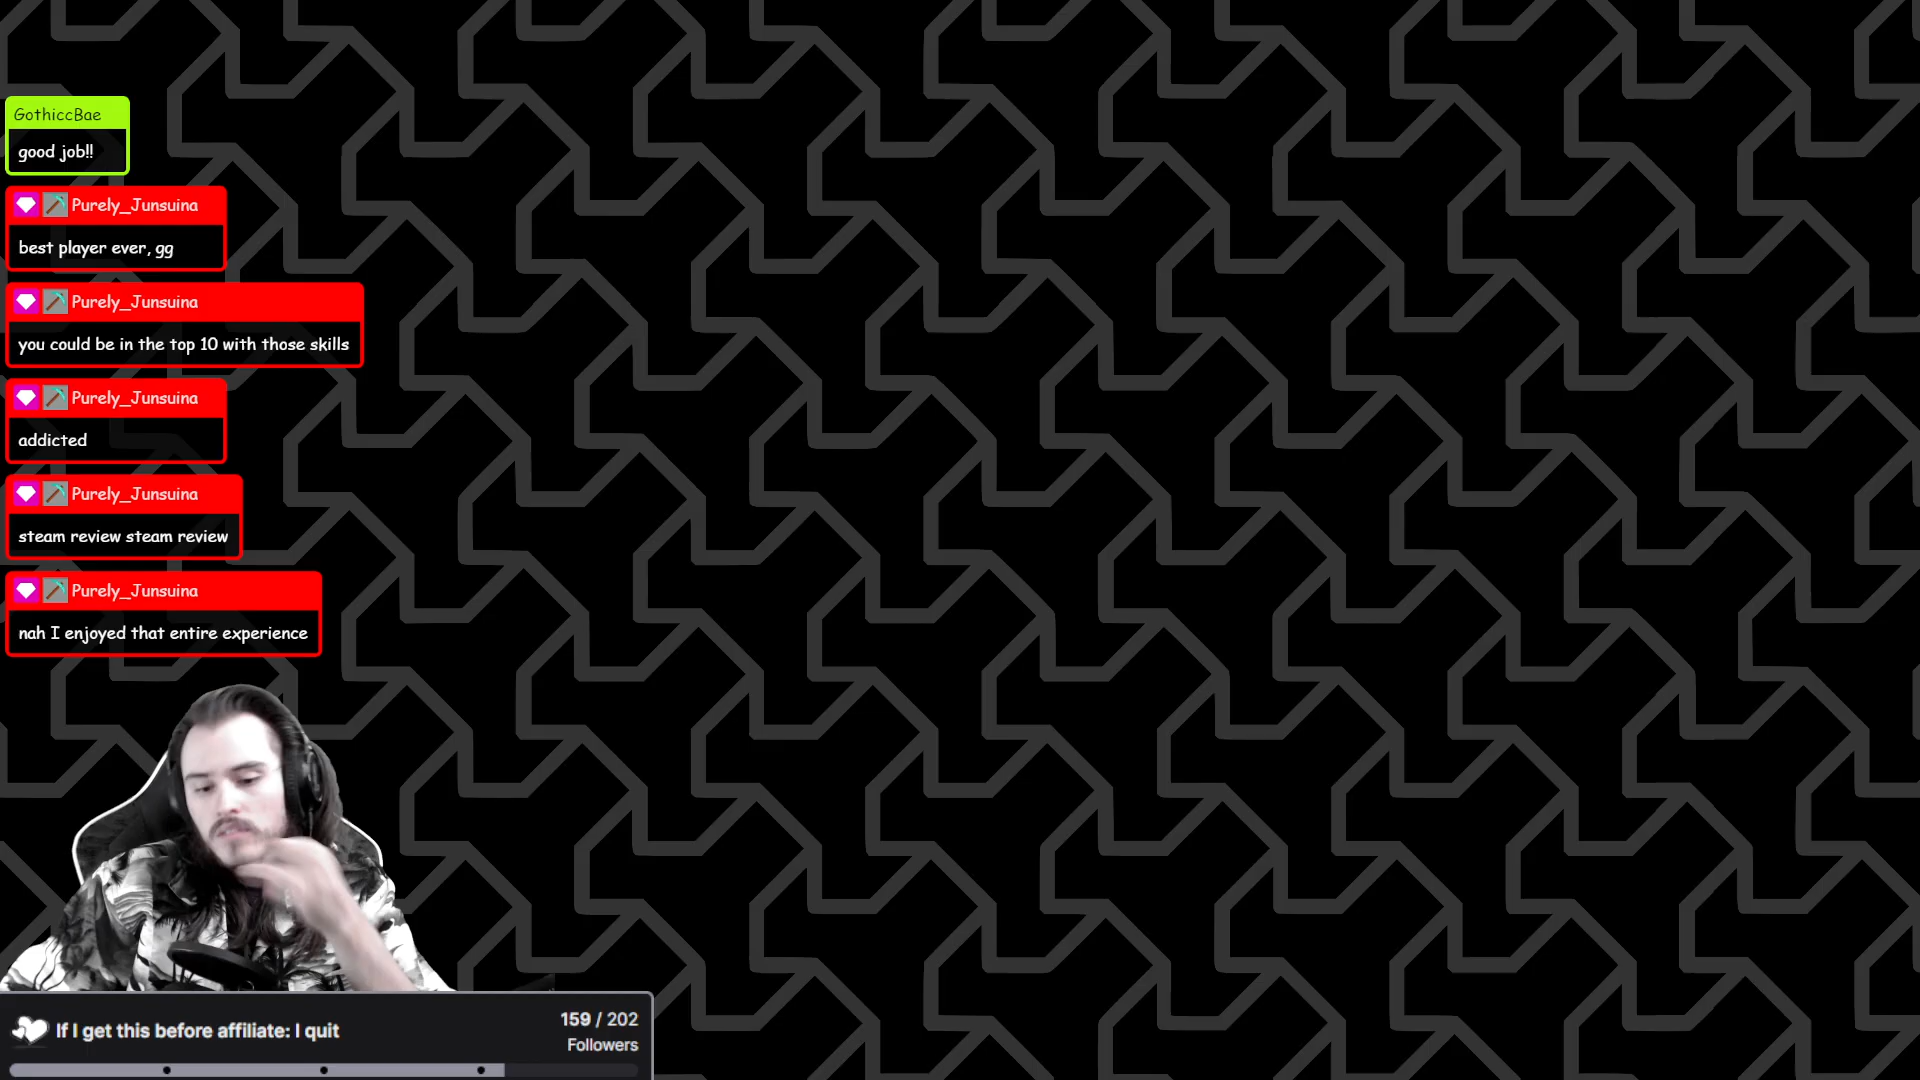 GothiccBae
good job!!
Purely_Junsuina
best player ever, gg
Purely_Junsuina
you could be in the top 10 with those skills
Purely_Junsuina
addicted
Purely_Junsuina
steam review steam review
Purely_Junsuina
nah I enjoyed that entire experience
If I get this before affiliate: I quit
159 / 202
Followers